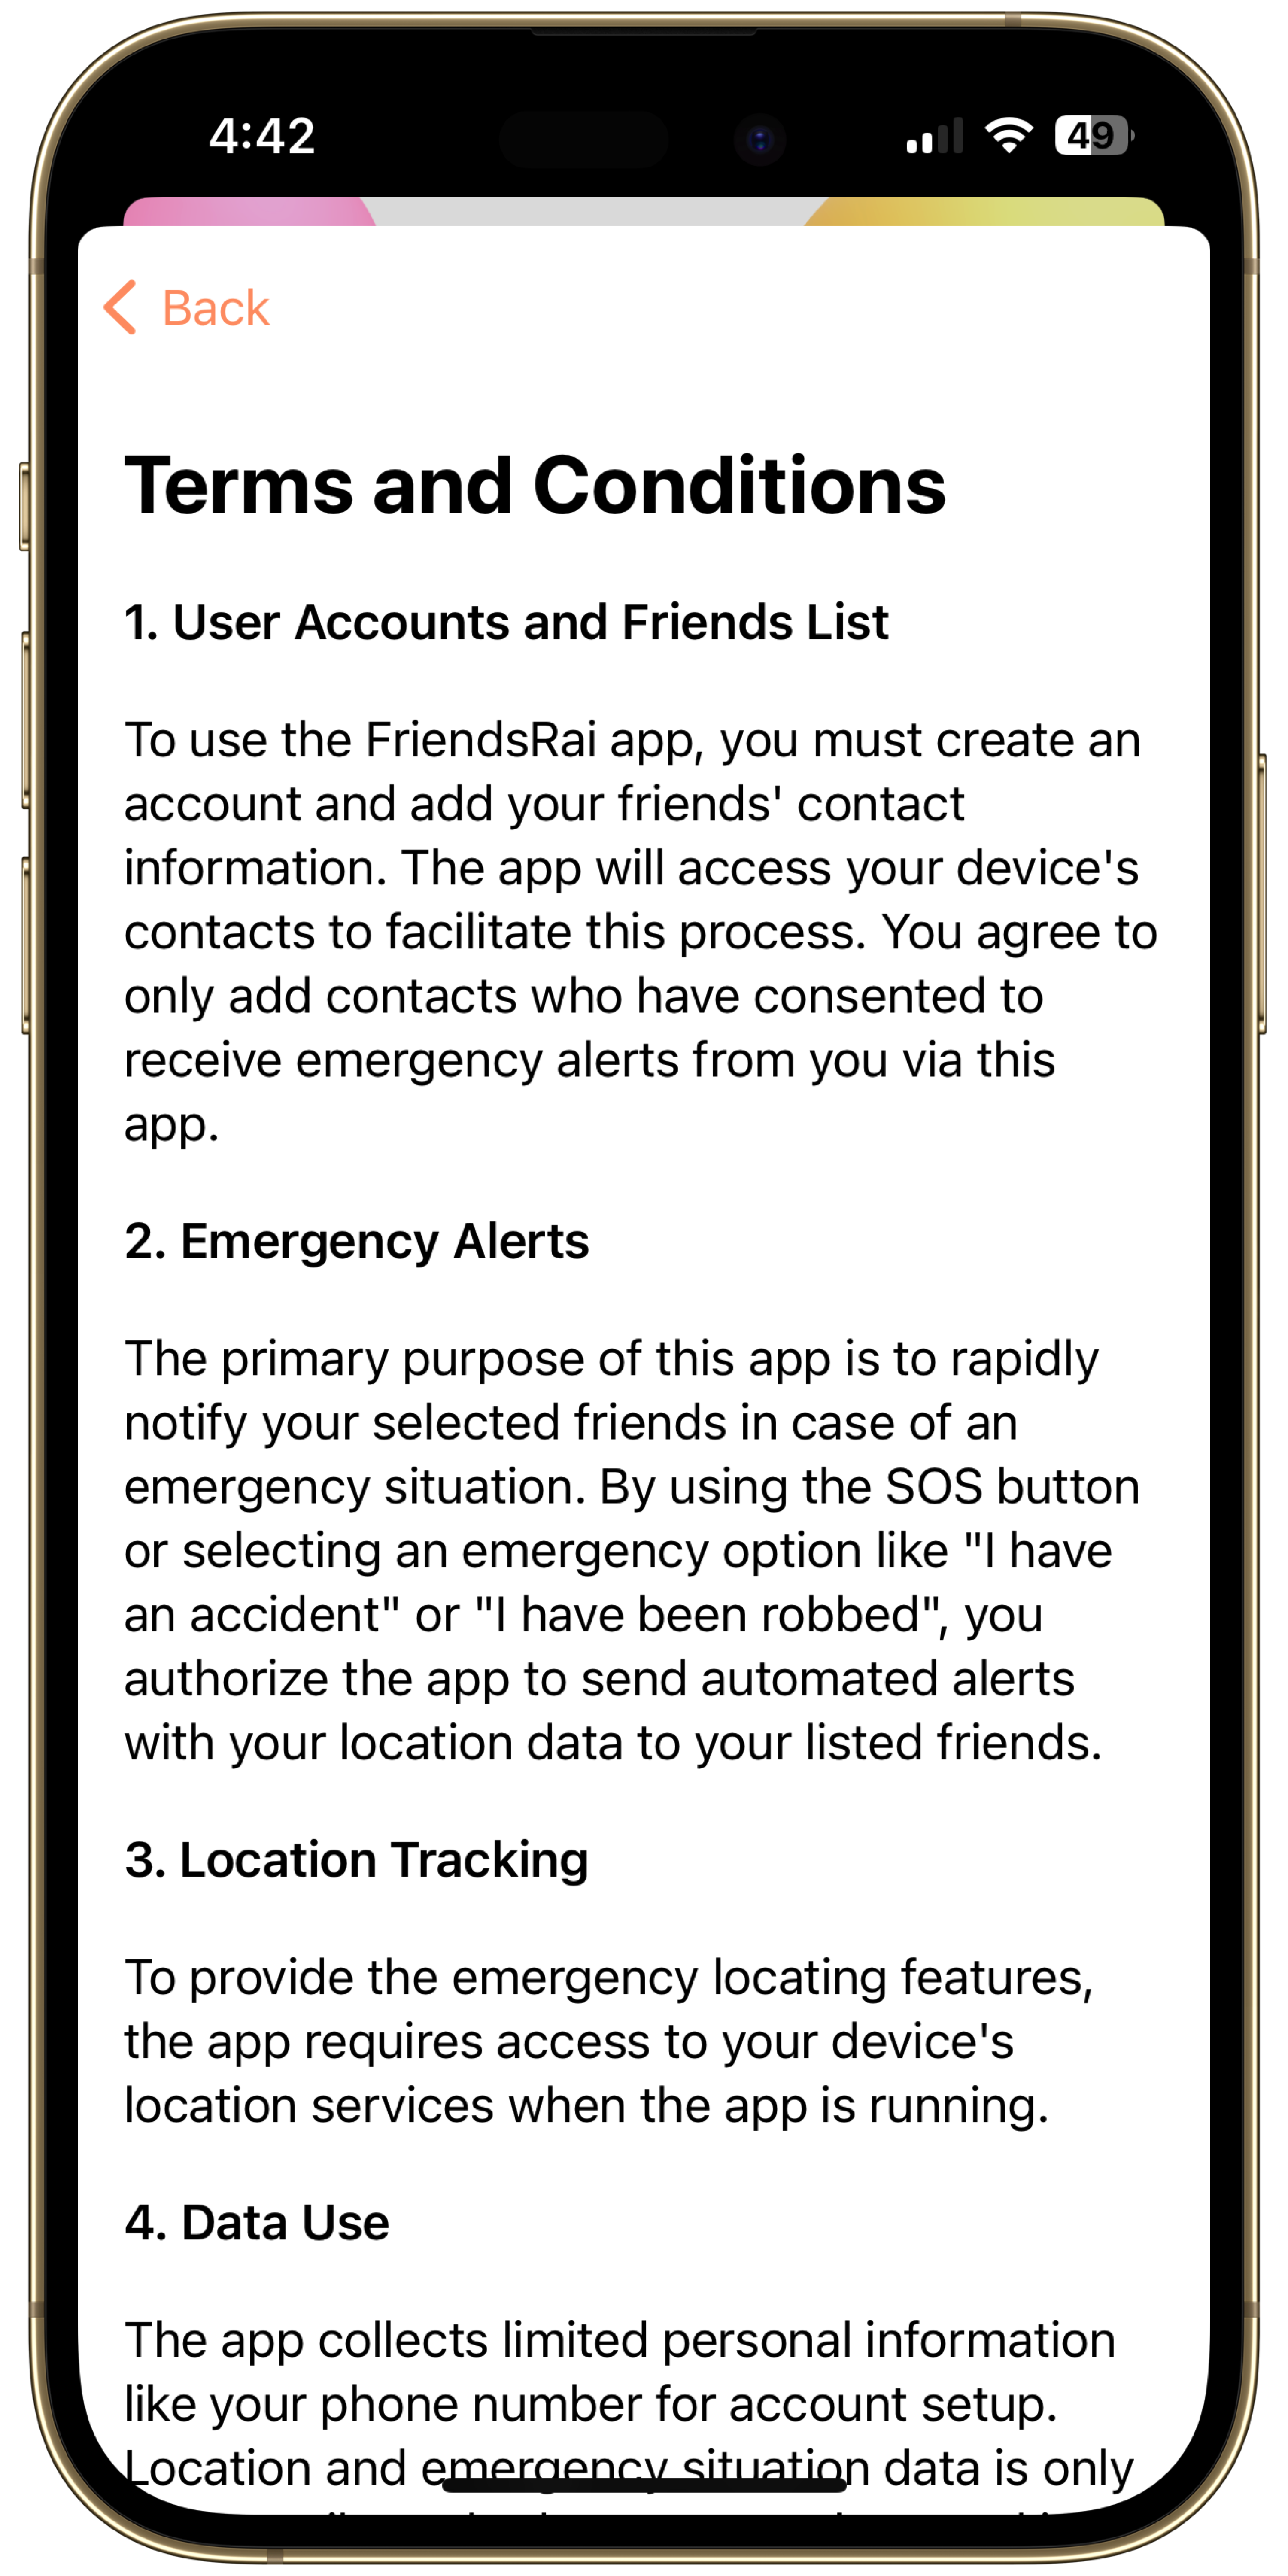 4:42
49
Back
Terms and Conditions
1. User Accounts and Friends List
To use the FriendsRai app, you must create an
account and add your friends' contact
information. The app will access your device's
contacts to facilitate this process. You agree to
only add contacts who have consented to
receive emergency alerts from you via this
app.
2. Emergency Alerts
The primary purpose of this app is to rapidly
notify your selected friends in case of an
emergency situation. By using the SOS button
or selecting an emergency option like "I have
an accident" or "I have been robbed", you
authorize the app to send automated alerts
with your location data to your listed friends.
3. Location Tracking
To provide the emergency locating features,
the app requires access to your device's
location services when the app is running.
4. Data Use
The app collects limited personal information
like your phone number for account setup.
Location and emergency situation data is only